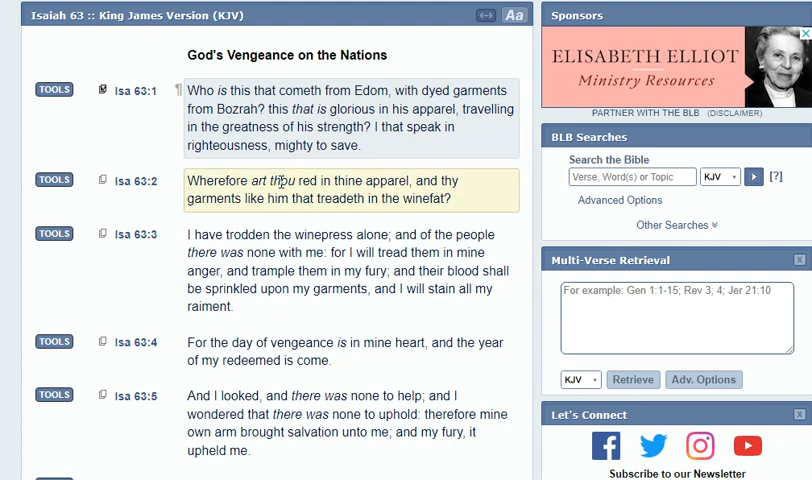 Isaiah 63 :: King James Version (KJV)
Aa
God's Vengeance on the Nations
TOOLS
Isa 63:1
¶ Who is this that cometh from Edom, with dyed garments
from Bozrah? this that is glorious in his apparel, travelling
in the greatness of his strength? I that speak in
righteousness, mighty to save.
TOOLS
Isa 63:2
Wherefore art thou red in thine apparel, and thy
garments like him that treadeth in the winefat?
TOOLS
Isa 63:3
I have trodden the winepress alone; and of the people
there was none with me: for I will tread them in mine
anger, and trample them in my fury; and their blood shall
be sprinkled upon my garments, and I will stain all my
raiment.
TOOLS
Isa 63:4
For the day of vengeance is in mine heart, and the year
of my redeemed is come.
TOOLS
Isa 63:5
And I looked, and there was none to help; and I
wondered that there was none to uphold: therefore mine
own arm brought salvation unto me; and my fury, it
upheld me.
Sponsors
ELISABETH ELLIOT
Ministry Resources
PARTNER WITH THE BLB (DISCLAIMER)
BLB Searches
Search the Bible
Verse, Word(s) or Topic
KJV
[?]
Advanced Options
Other Searches
Multi-Verse Retrieval
For example: Gen 1:1-15; Rev 3; 4; Jer 21:10
KJV
Retrieve
Adv. Options
Let's Connect
Subscribe to our Newsletter